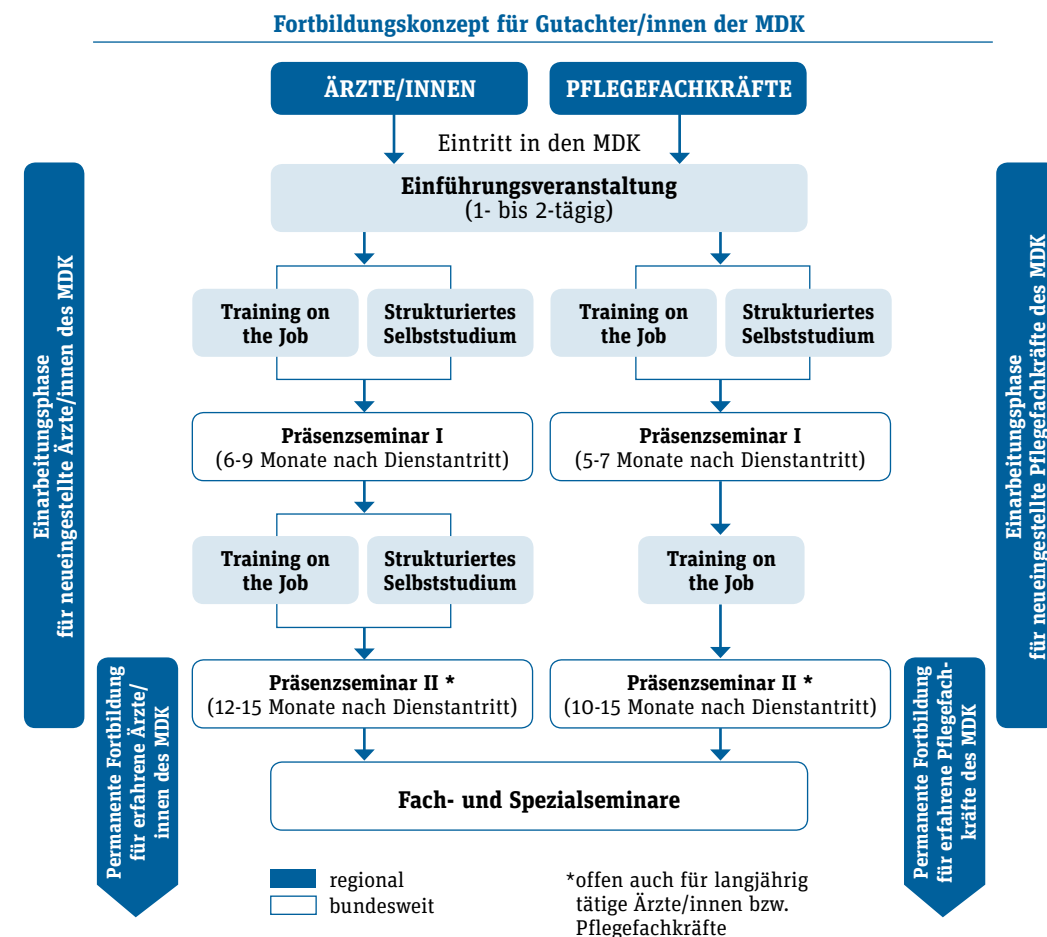 Fortbildungskonzept für Gutachter/innen der MDK
ÄRZTE/INNEN
PFLEGEFACHKRÄFTE
Eintritt in den MDK
Einführungsveranstaltung
(1- bis 2-tägig)
Training on
the Job
Strukturiertes
Selbststudium
Training on
the Job
Strukturiertes
Selbststudium
Präsenzseminar I
(6-9 Monate nach Dienstantritt)
Präsenzseminar I
(5-7 Monate nach Dienstantritt)
Training on
the Job
Strukturiertes
Selbststudium
Training on
the Job
Präsenzseminar II *
(12-15 Monate nach Dienstantritt)
Präsenzseminar II *
(10-15 Monate nach Dienstantritt)
Fach- und Spezialseminare
Einarbeitungsphase
für neueingestellte Ärzte/innen des MDK
Permanente Fortbildung
für erfahrene Ärzte/
innen des MDK
Einarbeitungsphase
für neueingestellte Pflegefachkräfte des MDK
Permanente Fortbildung
für erfahrene Pflegefach-
kräfte des MDK
regional
bundesweit
*offen auch für langjährig
tätige Ärzte/innen bzw.
Pflegefachkräfte